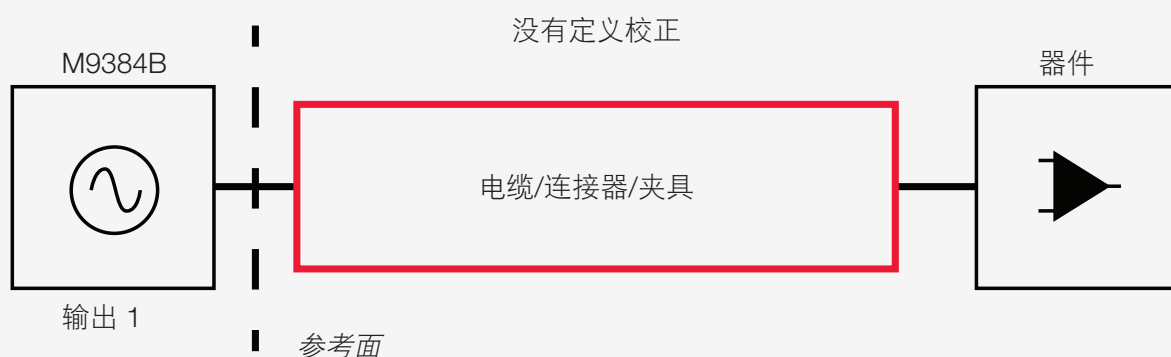 没有定义校正
M9384B
器件
电缆/连接器/夹具
输出 1
参考面